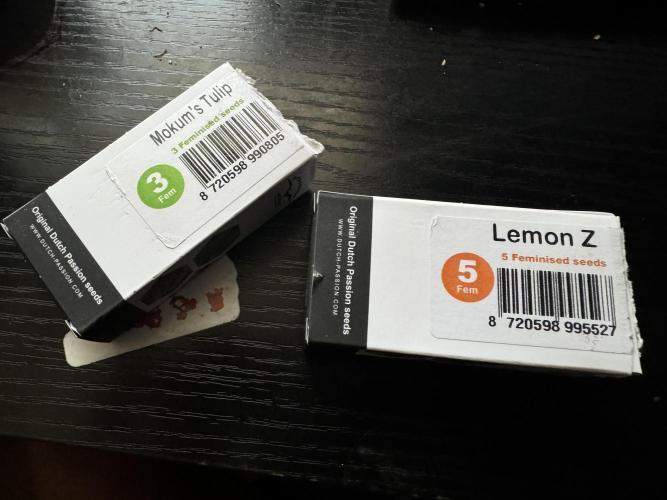 Mokum's Tulip
3 Feminised seeds
3
Fem
8 720598 990805
Original Dutch Passion seeds
WWW.DUTCH-PASSION.COM
Lemon Z
5 Feminised seeds
5
Fem
8 720598 995527
Original Dutch Passion seeds
WWW.DUTCH-PASSION.COM